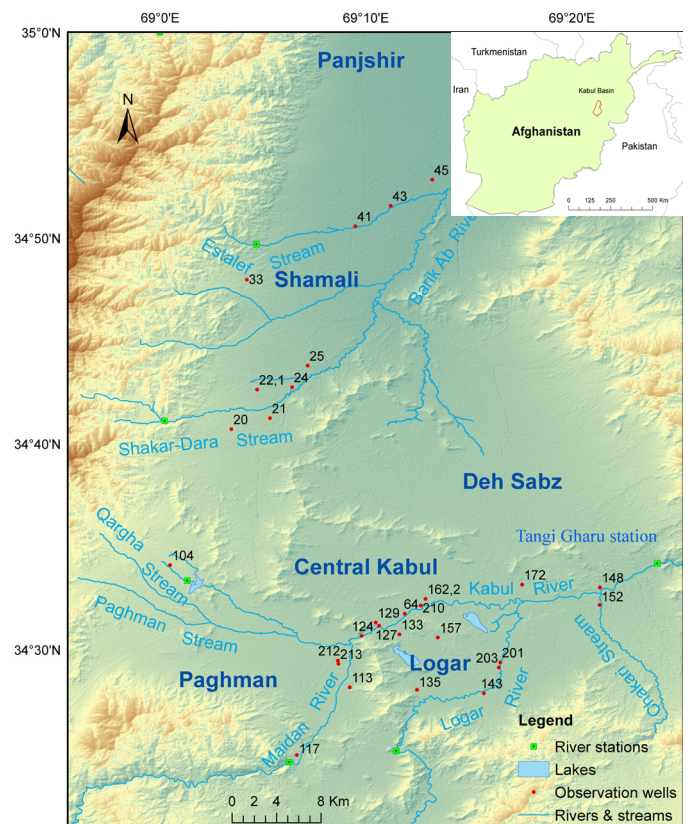 69°0'E 69°10'E 69°20'E
35°0'N
34°50'N
34°40'N
34°30'N
N
Turkmenistan
Iran
Kabul Basin
Afghanistan
Pakistan
0 125 250 500 Km
Panjshir
45
43
41
Estalef Stream
33
Shamali
Barik Ab River
25
22,1
24
21
20
Shakar-Dara Stream
Deh Sabz
Tangi Gharu station
Qargha Stream
104
Central Kabul
Kabul River
172
148
152
162,2
64
210
129
124
127
133
157
Paghman Stream
212
213
Paghman
Logar
113
135
203
201
143
Logar River
Chakari Stream
Maidan River
117
0 2 4 8 Km
Legend
River stations
Lakes
Observation wells
Rivers & streams